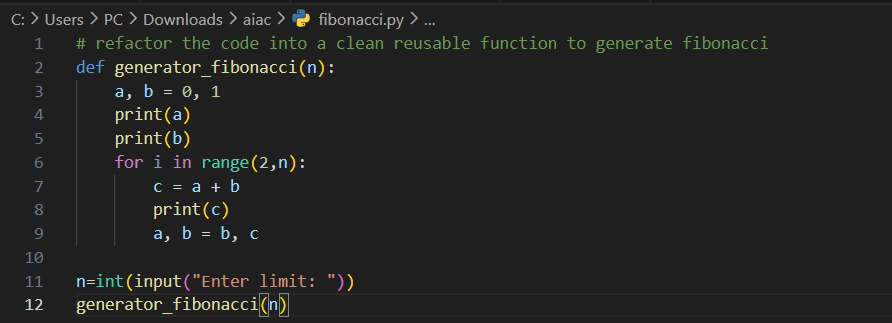 C: > Users > PC > Downloads > aiac > fibonacci.py > ...
1 # refactor the code into a clean reusable function to generate fibonacci
2 def generator_fibonacci(n):
3     a, b = 0, 1
4     print(a)
5     print(b)
6     for i in range(2,n):
7         c = a + b
8         print(c)
9         a, b = b, c
10
11 n=int(input("Enter limit: "))
12 generator_fibonacci(n)